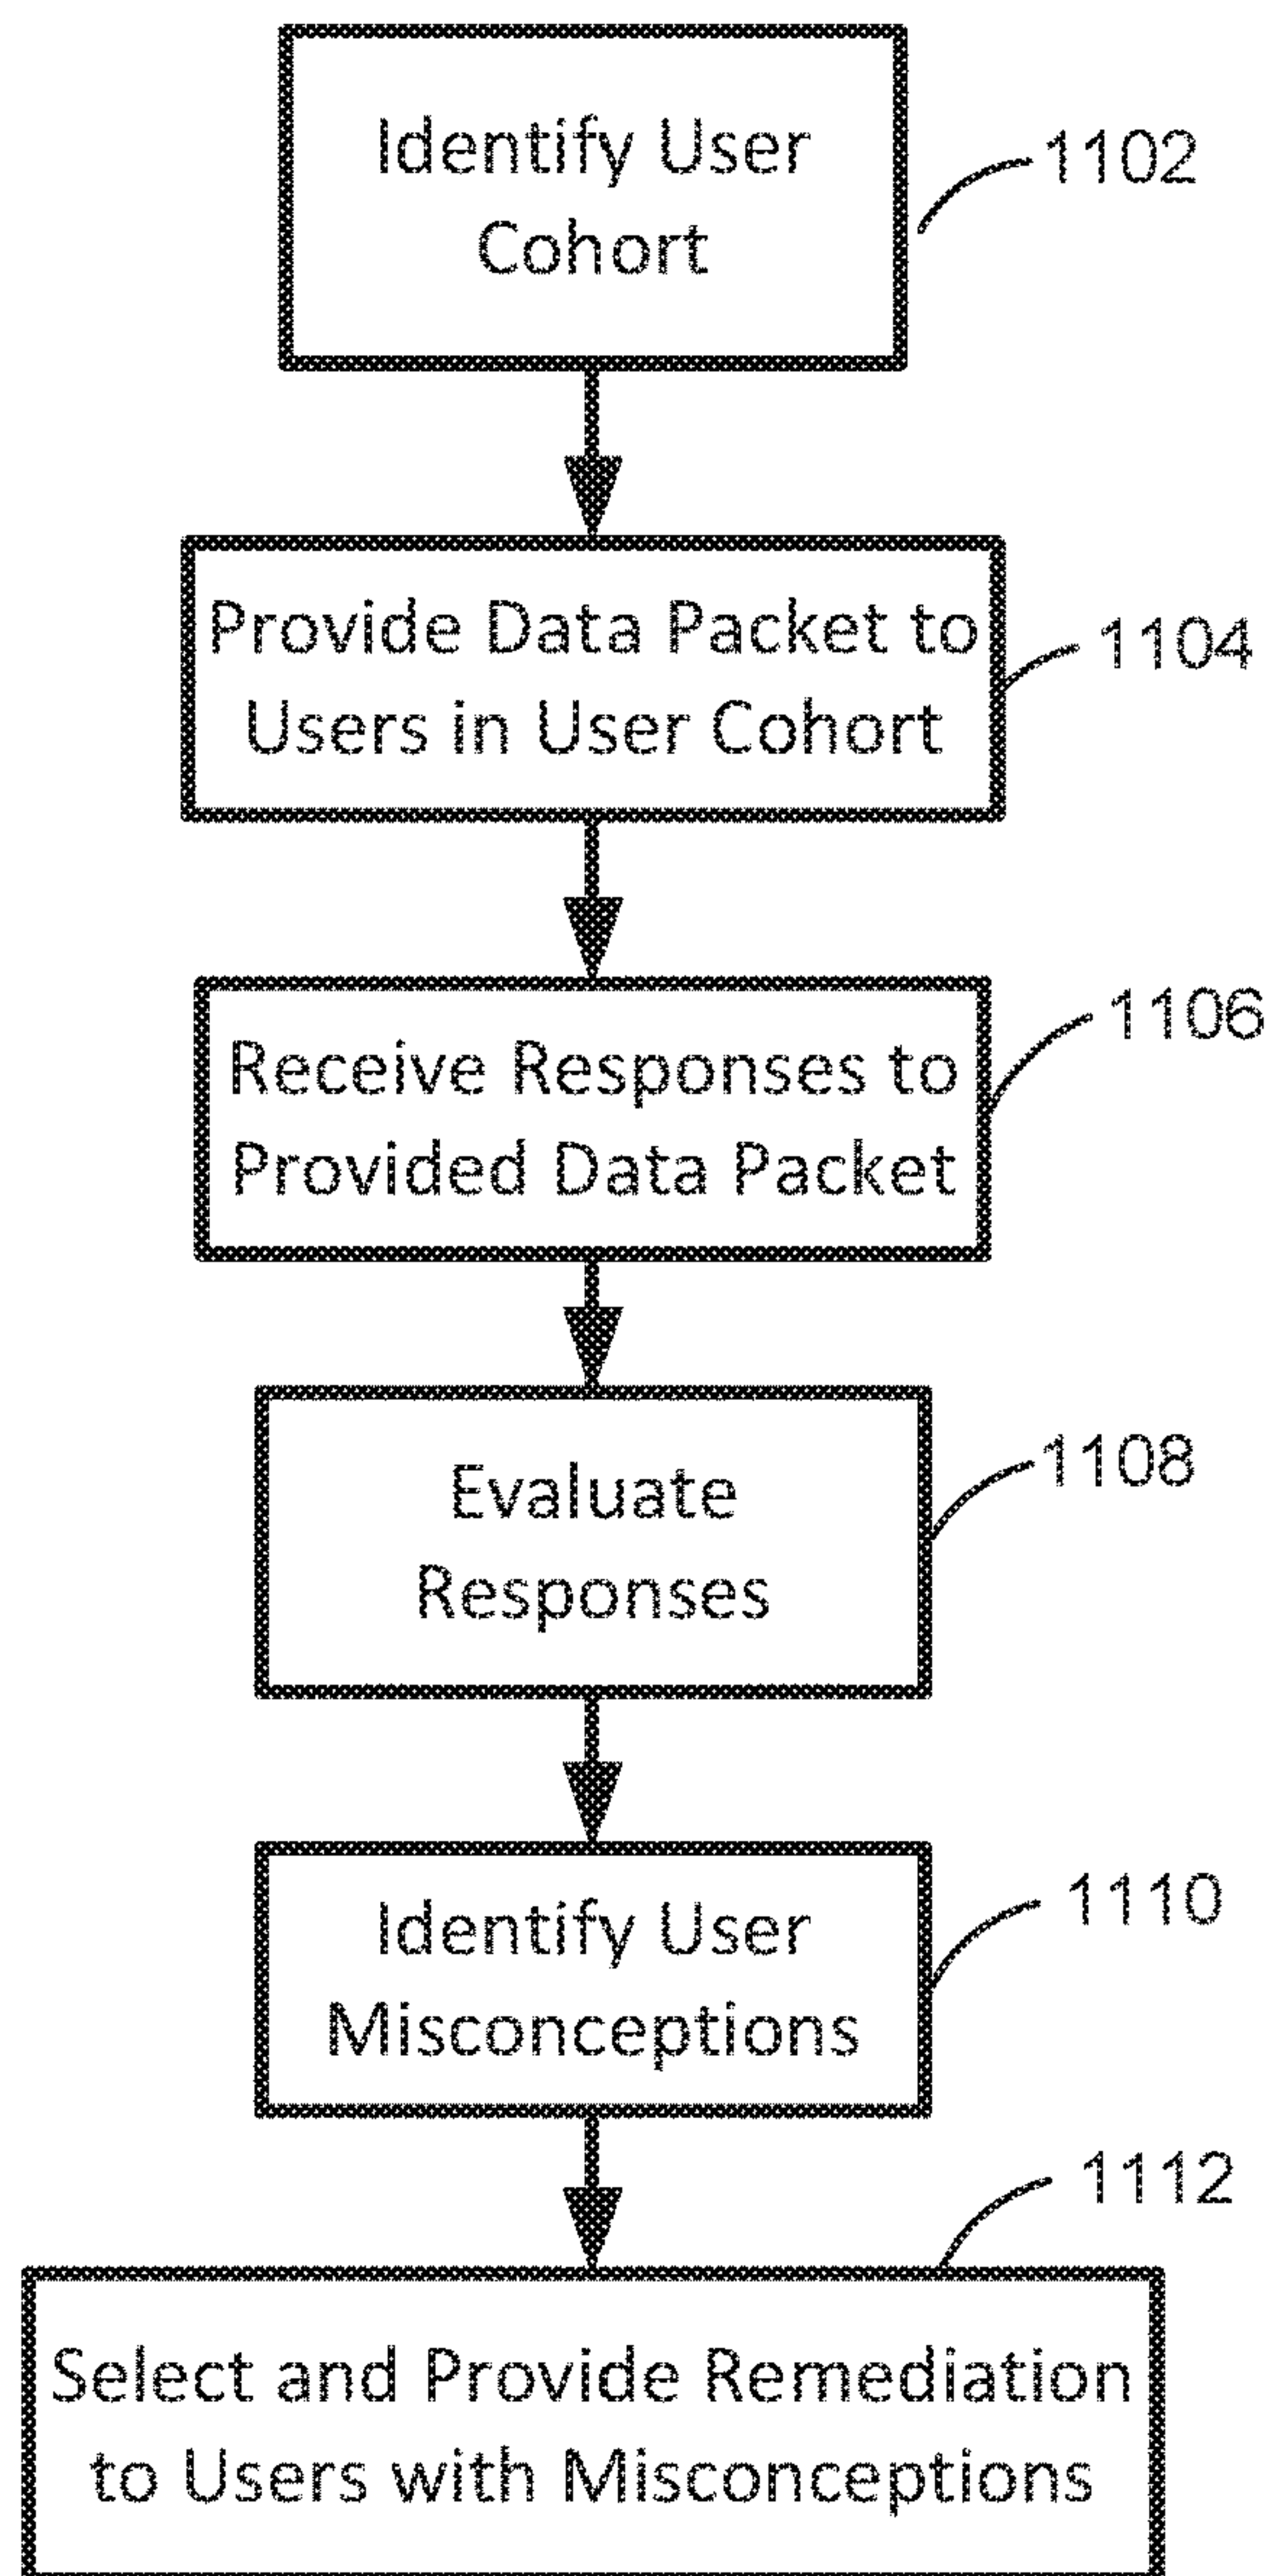 Identify User
Cohort
1102
Provide Data Packet to
Users in User Cohort
1104
Receive Responses to
Provided Data Packet
1106
Evaluate
Responses
1108
Identify User
Misconceptions
1110
1112
Select and Provide Remediation
to Users with Misconceptions